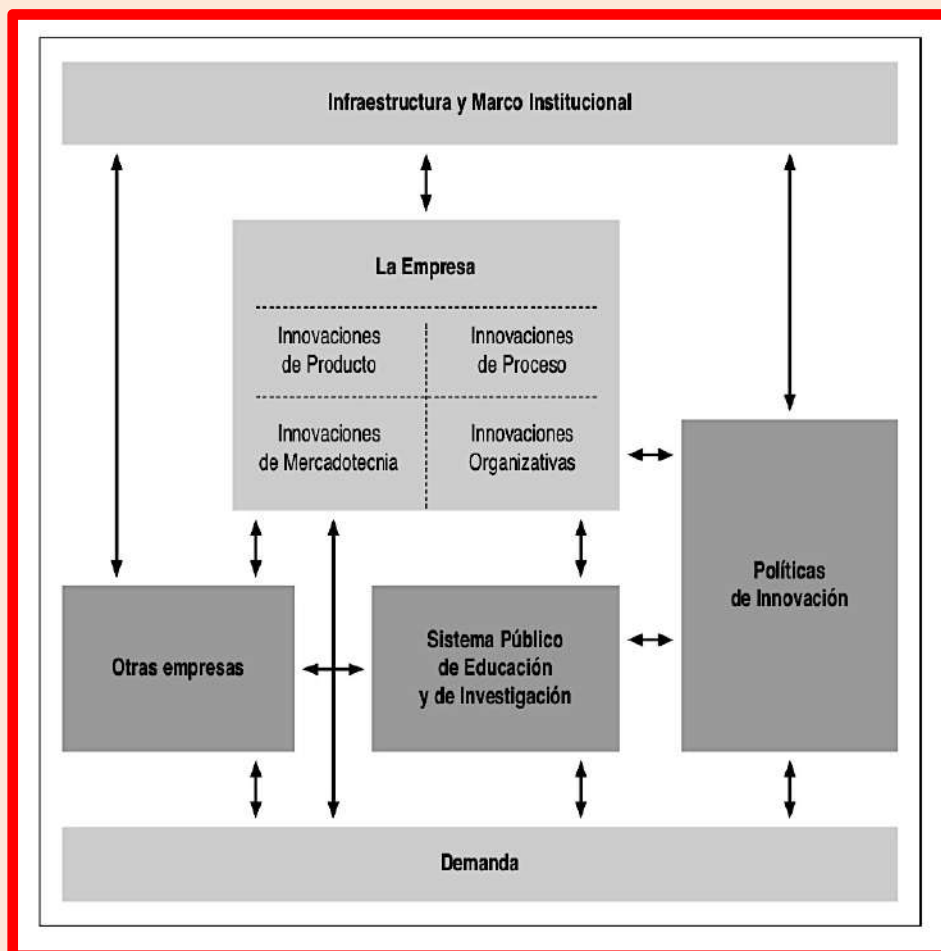 Infraestructura y Marco Institucional
La Empresa
Innovaciones
de Producto
Innovaciones
de Proceso
Innovaciones
de Mercadotecnia
Innovaciones
Organizativas
Otras empresas
Sistema Público
de Educación
y de Investigación
Políticas
de Innovación
Demanda